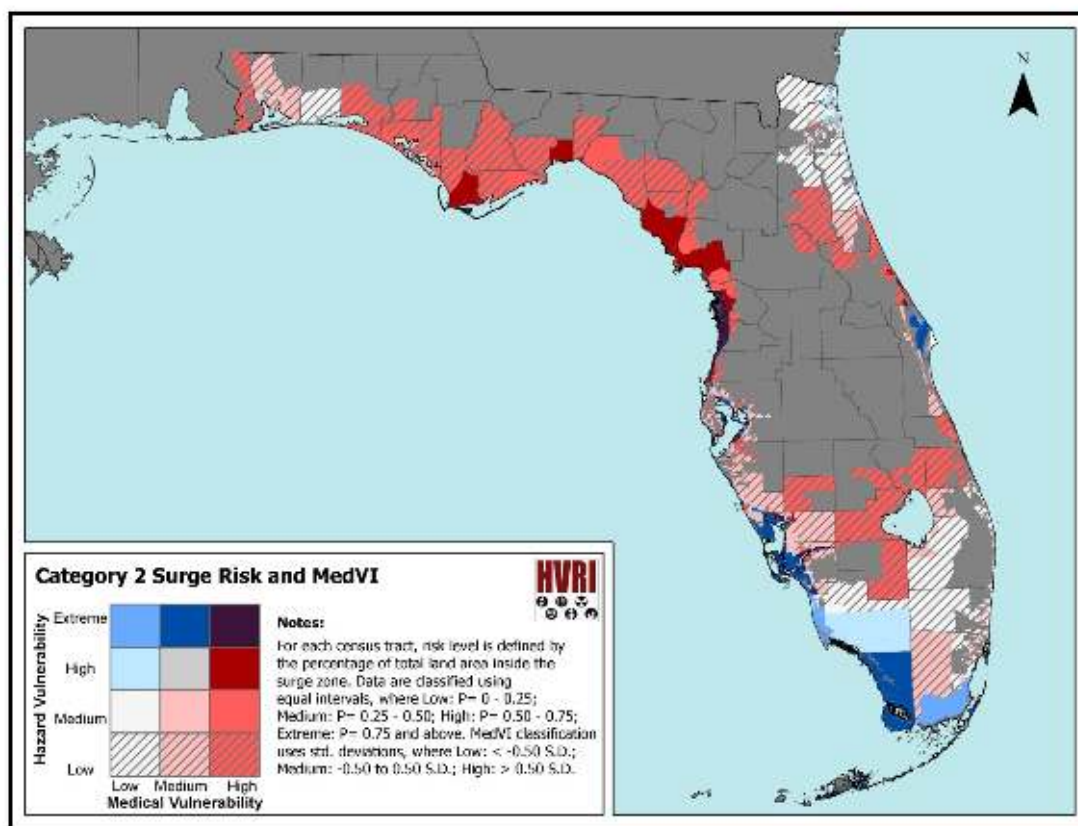 N
Category 2 Surge Risk and MedVI
HVRI
Hazard Vulnerability
Extreme
High
Medium
Low
Low
Medium
High
Medical Vulnerability
Notes:
For each census tract, risk level is defined by
the percentage of total land area inside the
surge zone. Data are classified using
equal intervals, where Low: P= 0 - 0.25;
Medium: P= 0.25 - 0.50; High: P= 0.50 - 0.75;
Extreme: P= 0.75 and above. MedVI classification
uses std. deviations, where Low: < -0.50 S.D.;
Medium: -0.50 to 0.50 S.D.; High: > 0.50 S.D.